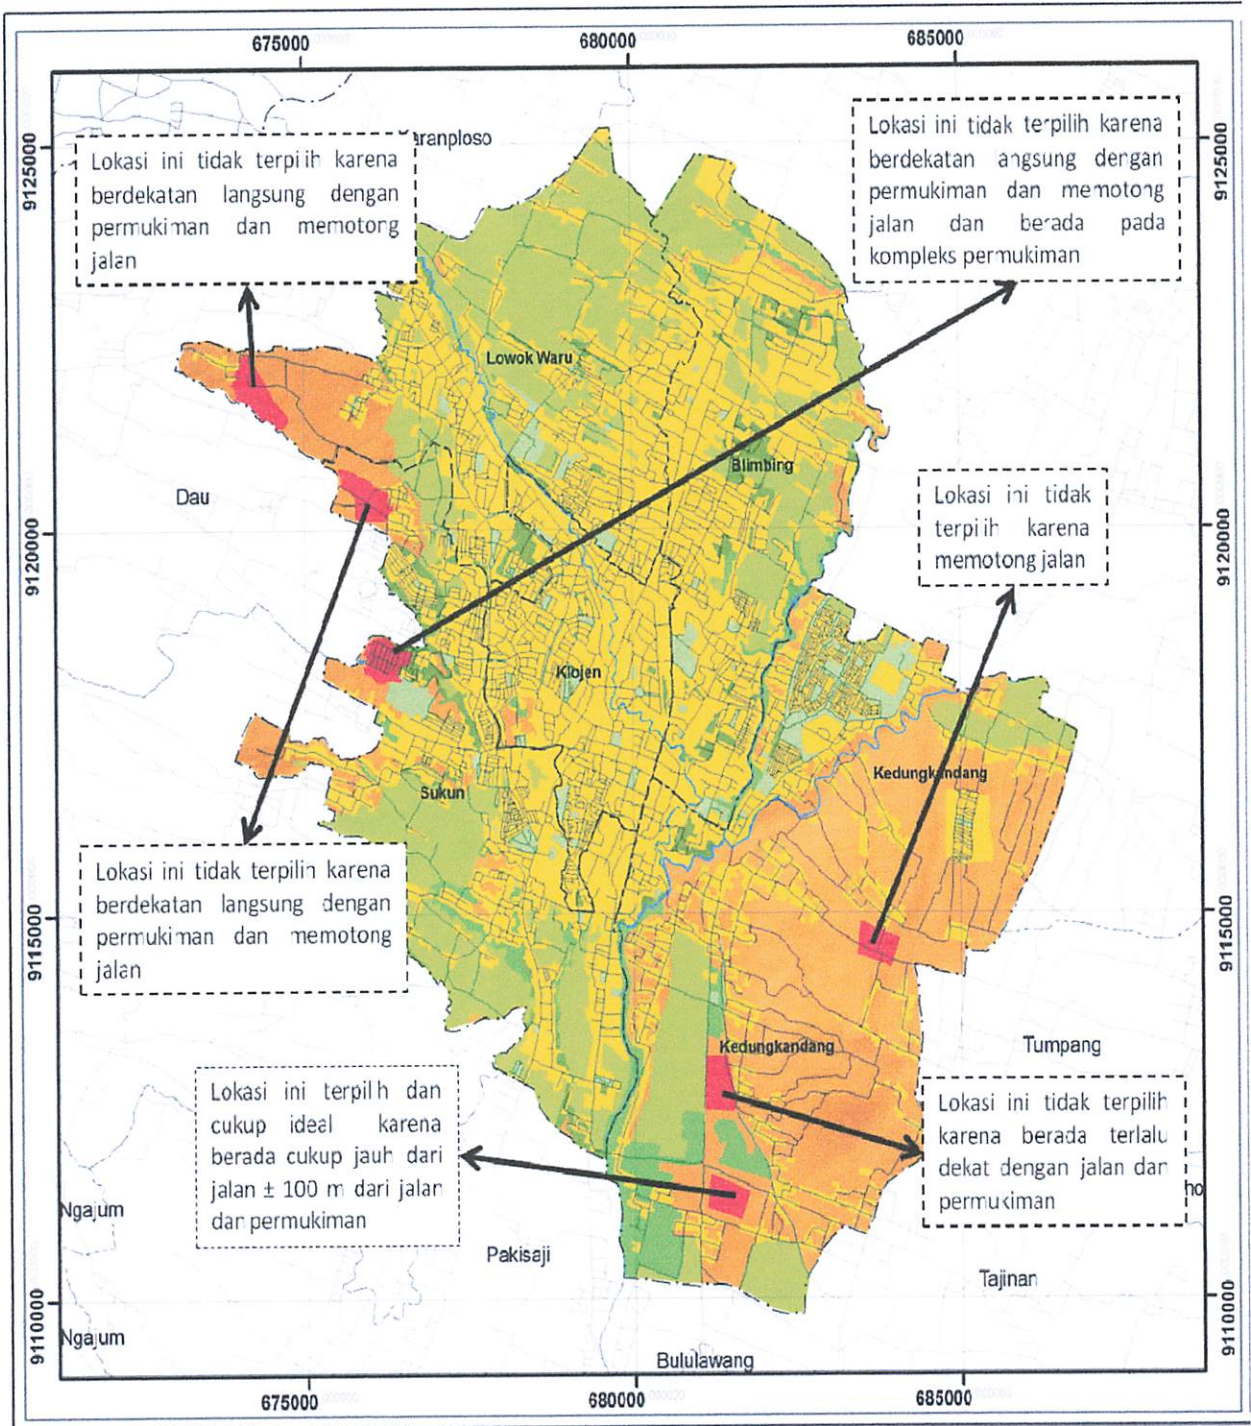 675000
680000
685000
9125000
9125000
aranploso
Lokasi ini tidak terpilih karena
berdekatan langsung dengan
permukiman dan memotong
jalan
Lokasi ini tidak terpilih karena
berdekatan angsung dengan
permukiman dan memotong
jalan dan berada pada
kompleks permukiman
Lowok Waru
Blimbing
Dau
Lokasi ini tidak
terpilih karena
memotong jalan
9120000
9120000
Klojen
Kedungkandang
Sukun
Lokasi ini tidak terpilih karena
berdekatan langsung dengan
permukiman dan memotong
jalan
9115000
9115000
Kedungkandang
Tumpang
Lokasi ini terpilih dan
cukup ideal karena
berada cukup jauh dari
jalan ± 100 m dari jalan
dan permukiman
Lokasi ini tidak terpilih
karena berada terlalu
dekat dengan jalan dan
permukiman
no
Ngajum
Pakisaji
Tajinan
9110000
9110000
Ngajum
Bululawang
675000
680000
685000